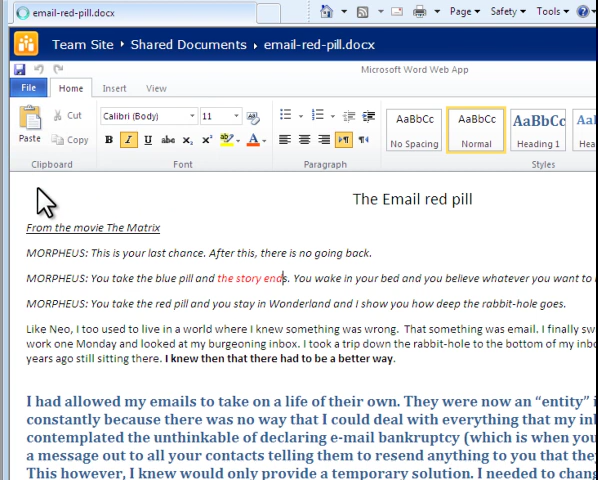 email-red-pill.docx
Page Safety Tools
Team Site Shared Documents email-red-pill.docx
Microsoft Word Web App
File Home Insert View
Paste Cut Copy
Calibri (Body) 11
B I U abc x₂ x² ab A
AaBbCc AaBbCc AaBbCc AaI
No Spacing Normal Heading 1 Hea
Clipboard Font Paragraph Styles
The Email red pill
From the movie The Matrix
MORPHEUS: This is your last chance. After this, there is no going back.
MORPHEUS: You take the blue pill and the story ends. You wake in your bed and you believe whatever you want to
MORPHEUS: You take the red pill and you stay in Wonderland and I show you how deep the rabbit-hole goes.
Like Neo, I too used to live in a world where I knew something was wrong. That something was email. I finally sw
work one Monday and looked at my burgeoning inbox. I took a trip down the rabbit-hole to the bottom of my inbo
years ago still sitting there. I knew then that there had to be a better way.
I had allowed my emails to take on a life of their own. They were now an “entity” i
constantly because there was no way that I could deal with everything that my inl
contemplated the unthinkable of declaring e-mail bankruptcy (which is when you
a message out to all your contacts telling them to resend anything to you that the
This however, I knew would only provide a temporary solution. I needed to chang